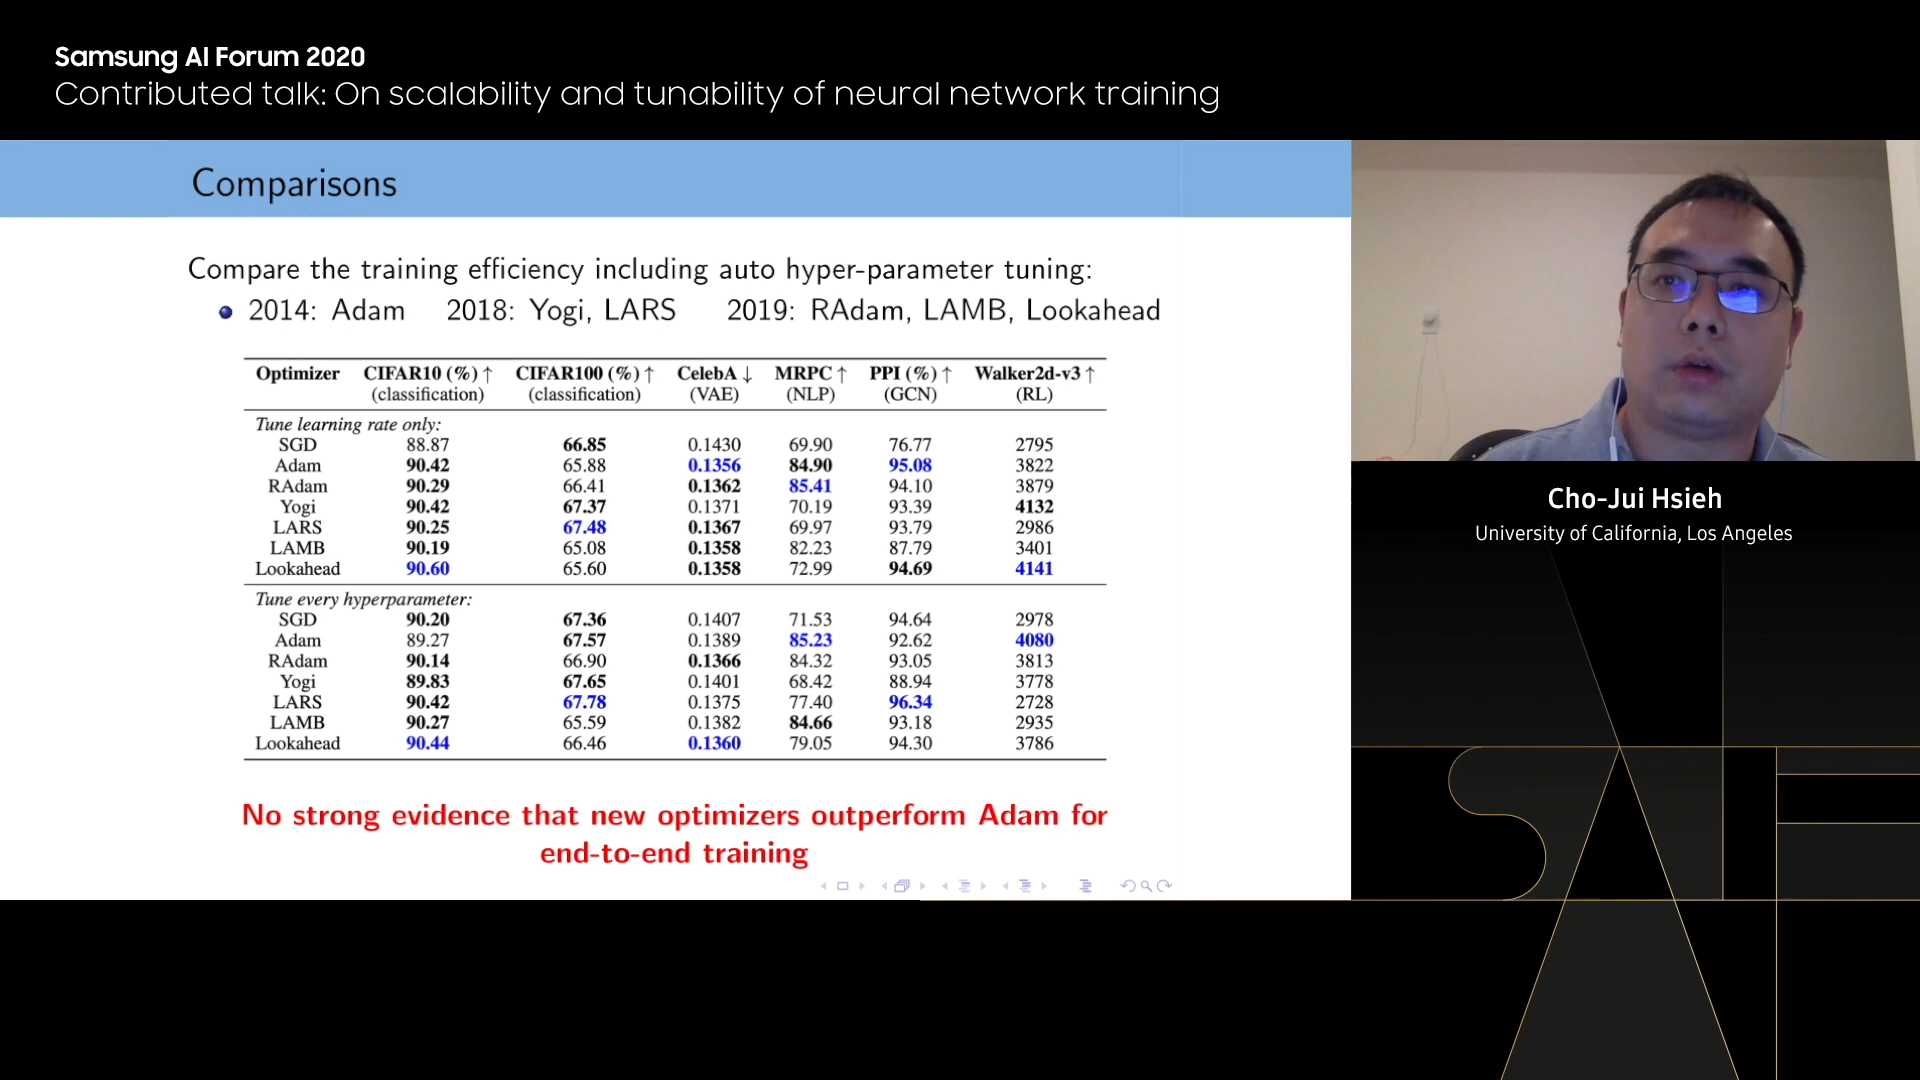 Samsung AI Forum 2020
Contributed talk: On scalability and tunability of neural network training
Comparisons
Compare the training efficiency including auto hyper-parameter tuning:
2014: Adam 2018: Yogi, LARS 2019: RAdam, LAMB, Lookahead
Optimizer CIFAR10 (%) ↑ CIFAR100 (%) ↑ CelebA ↓ MRPC ↑ PPI (%) ↑ Walker2d-v3 ↑
(classification) (classification) (VAE) (NLP) (GCN) (RL)
Tune learning rate only:
SGD 88.87 66.85 0.1430 69.90 76.77 2795
Adam 90.42 65.88 0.1356 84.90 95.08 3822
RAdam 90.29 66.41 0.1362 85.41 94.10 3879
Yogi 90.42 67.37 0.1371 70.19 93.39 4132
LARS 90.25 67.48 0.1367 69.97 93.79 2986
LAMB 90.19 65.08 0.1358 82.23 87.79 3401
Lookahead 90.60 65.60 0.1358 72.99 94.69 4141
Tune every hyperparameter:
SGD 90.20 67.36 0.1407 71.53 94.64 2978
Adam 89.27 67.57 0.1389 85.23 92.62 4080
RAdam 90.14 66.90 0.1366 84.32 93.05 3813
Yogi 89.83 67.65 0.1401 68.42 88.94 3778
LARS 90.42 67.78 0.1375 77.40 96.34 2728
LAMB 90.27 65.59 0.1382 84.66 93.18 2935
Lookahead 90.44 66.46 0.1360 79.05 94.30 3786
No strong evidence that new optimizers outperform Adam for
end-to-end training
Cho-Jui Hsieh
University of California, Los Angeles